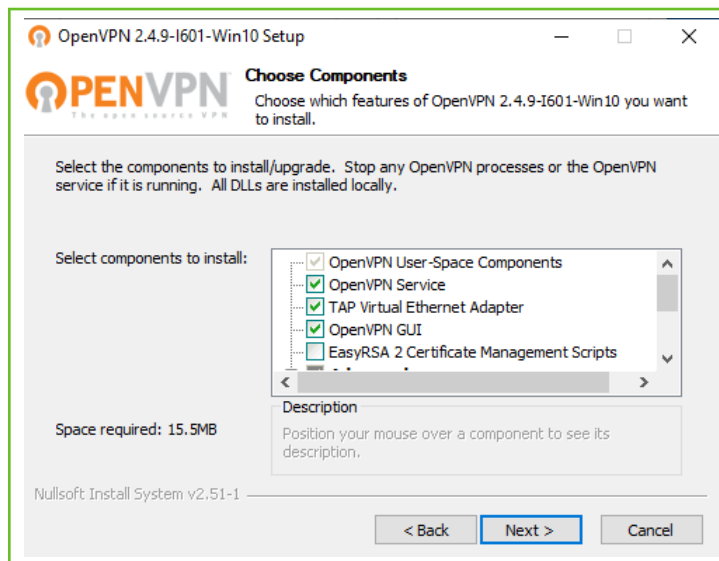 OpenVPN 2.4.9-I601-Win10 Setup
OPENVPN
The open source VPN
Choose Components
Choose which features of OpenVPN 2.4.9-I601-Win10 you want
to install.
Select the components to install/upgrade. Stop any OpenVPN processes or the OpenVPN
service if it is running. All DLLs are installed locally.
Select components to install:
OpenVPN User-Space Components
OpenVPN Service
TAP Virtual Ethernet Adapter
OpenVPN GUI
EasyRSA 2 Certificate Management Scripts
Space required: 15.5MB
Description
Position your mouse over a component to see its
description.
Nullsoft Install System v2.51-1
< Back
Next >
Cancel